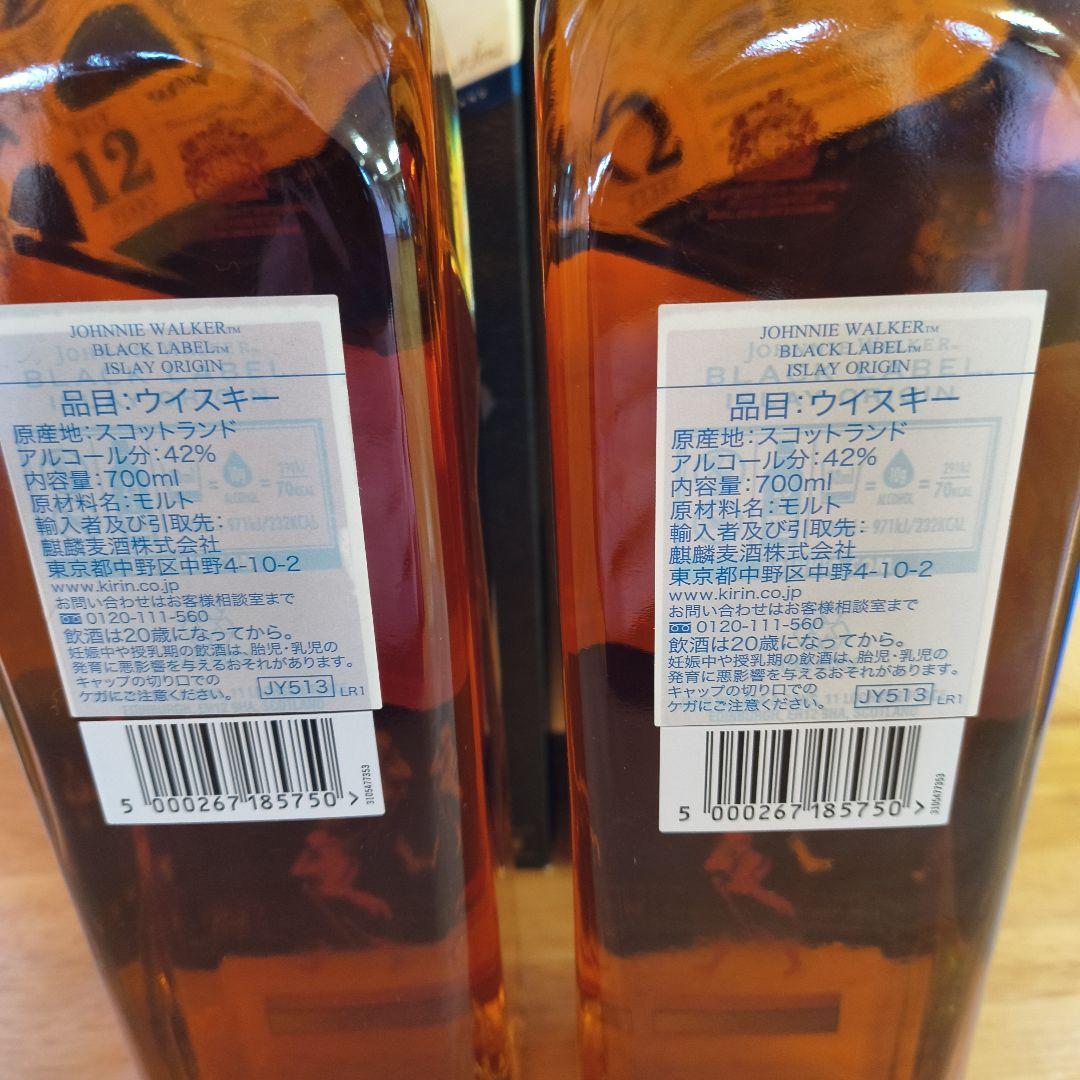 12
JOHNNIE WALKER™
BLACK LABEL™
ISLAY ORIGIN
品目:ウイスキー
原産地:スコットランド
アルコール分:42%
内容量:700ml
原材料名:モルト
輸入者及び引取先:
麒麟麦酒株式会社
東京都中野区中野4-10-2
www.kirin.co.jp
お問い合わせはお客様相談室まで
0120-111-560
飲酒は20歳になってから。
妊娠中や授乳期の飲酒は、胎児・乳児の
発育に悪影響を与えるおそれがあります。
キャップの切り口での
ケガにご注意ください。 JY513 LR1
5 000267 185750 >
3105477353
12
JOHNNIE WALKER™
BLACK LABEL™
ISLAY ORIGIN
品目:ウイスキー
原産地:スコットランド
アルコール分:42%
内容量:700ml
原材料名:モルト
輸入者及び引取先:
971kJ/232KCAL
麒麟麦酒株式会社
東京都中野区中野4-10-2
www.kirin.co.jp
お問い合わせはお客様相談室まで
0120-111-560
飲酒は20歳になってから。
妊娠中や授乳期の飲酒は、胎児・乳児の
発育に悪影響を与えるおそれがあります。
キャップの切り口での
ケガにご注意ください。 JY513 LR1
5 000267 185750 >
3105477353